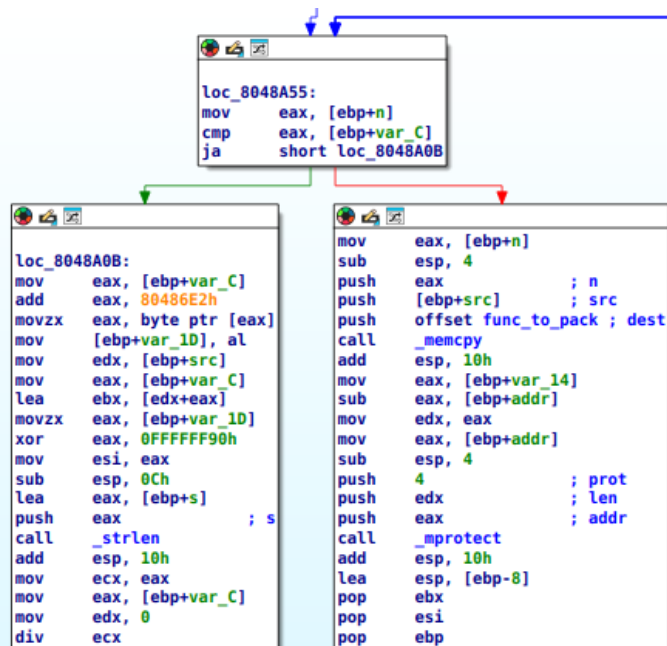 loc_8048A55:
mov eax, [ebp+n]
cmp eax, [ebp+var_C]
ja short loc_8048A0B
loc_8048A0B:
mov eax, [ebp+var_C]
add eax, 80486E2h
movzx eax, byte ptr [eax]
mov [ebp+var_1D], al
mov edx, [ebp+src]
mov eax, [ebp+var_C]
lea ebx, [edx+eax]
movzx eax, [ebp+var_1D]
xor eax, 0FFFFFF90h
mov esi, eax
sub esp, 0Ch
lea eax, [ebp+s]
push eax ; s
call _strlen
add esp, 10h
mov ecx, eax
mov eax, [ebp+var_C]
mov edx, 0
div ecx
mov eax, [ebp+n]
sub esp, 4
push eax ; n
push [ebp+src] ; src
push offset func_to_pack ; dest
call _memcpy
add esp, 10h
mov eax, [ebp+var_14]
sub eax, [ebp+addr]
mov edx, eax
mov eax, [ebp+addr]
sub esp, 4
push 4 ; prot
push edx ; len
push eax ; addr
call _mprotect
add esp, 10h
lea esp, [ebp-8]
pop ebx
pop esi
pop ebp